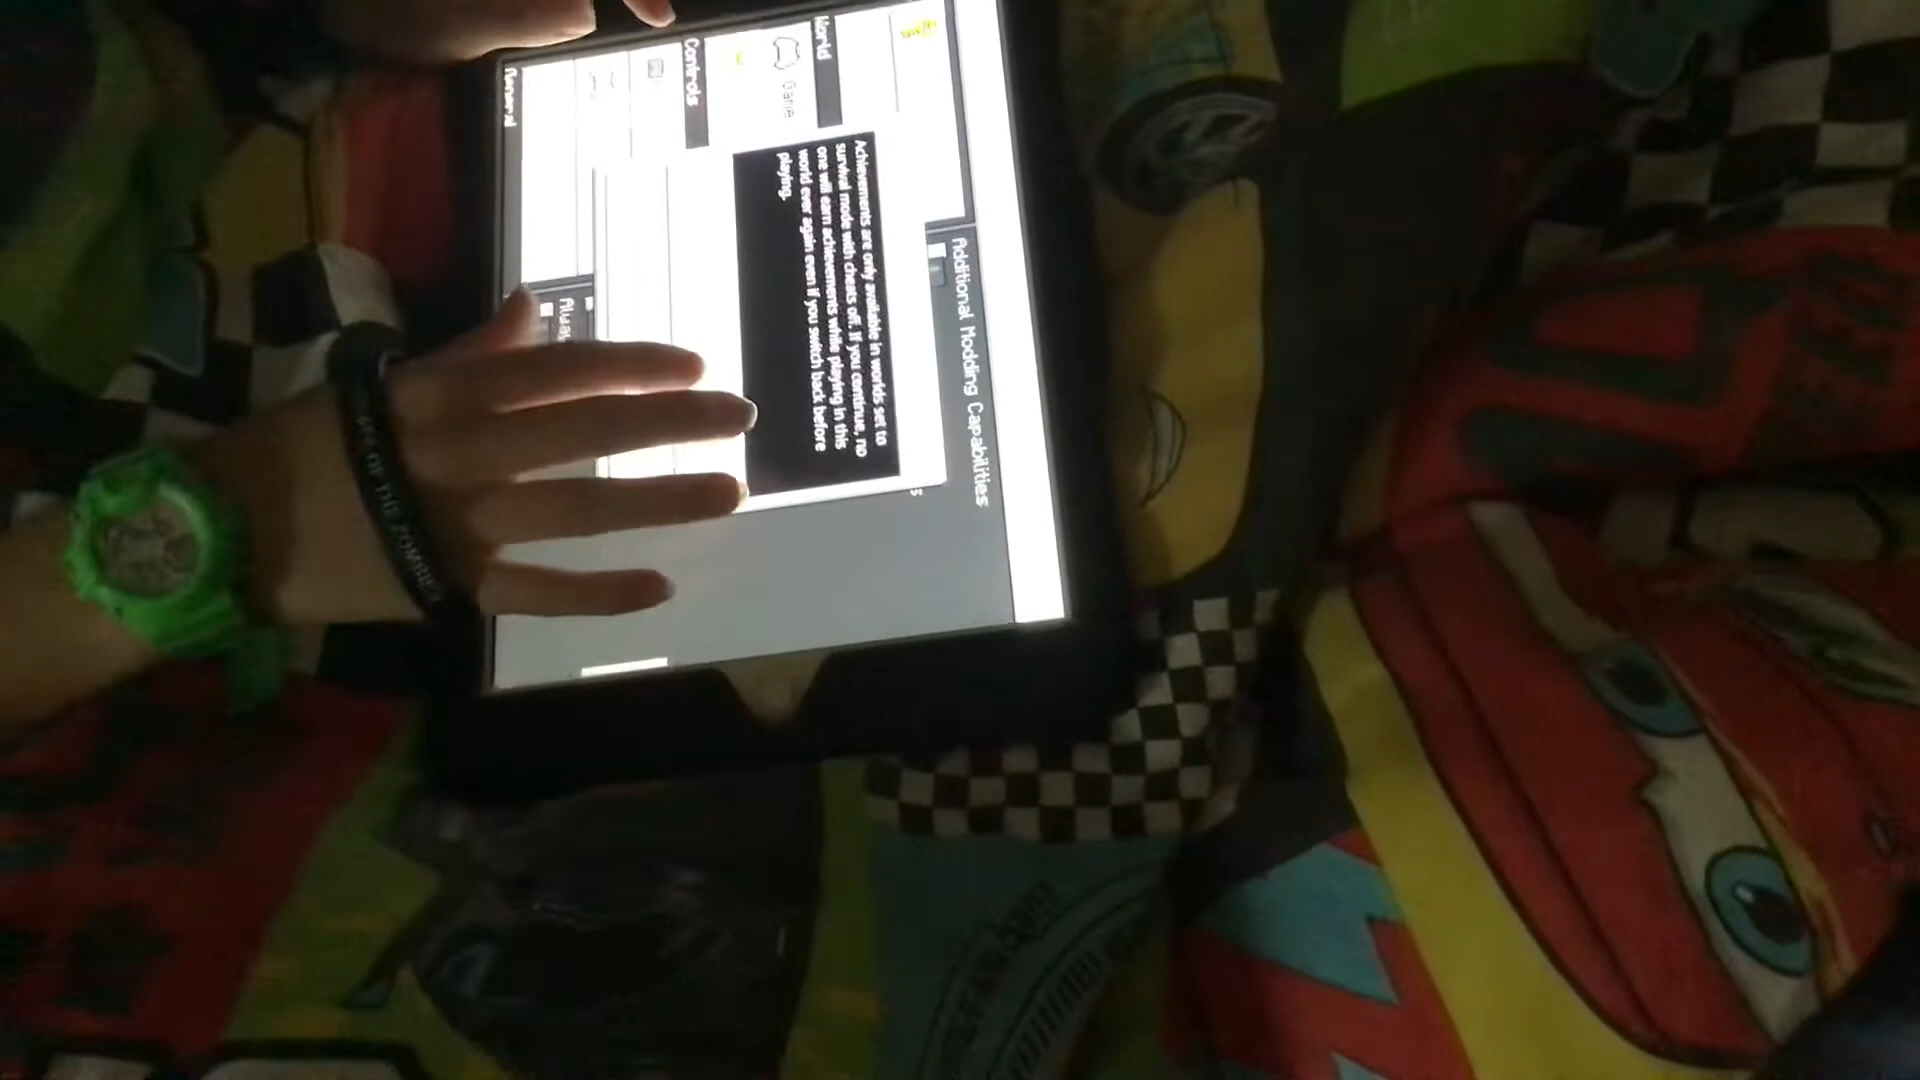 Additional Modding Capabilities
World
Game
Achievements are only available in worlds set to
survival mode with cheats off. If you continue, no
one will earn achievements while playing in this
world ever again even if you switch back before
playing.
Controls
OF THE ZOMBIES